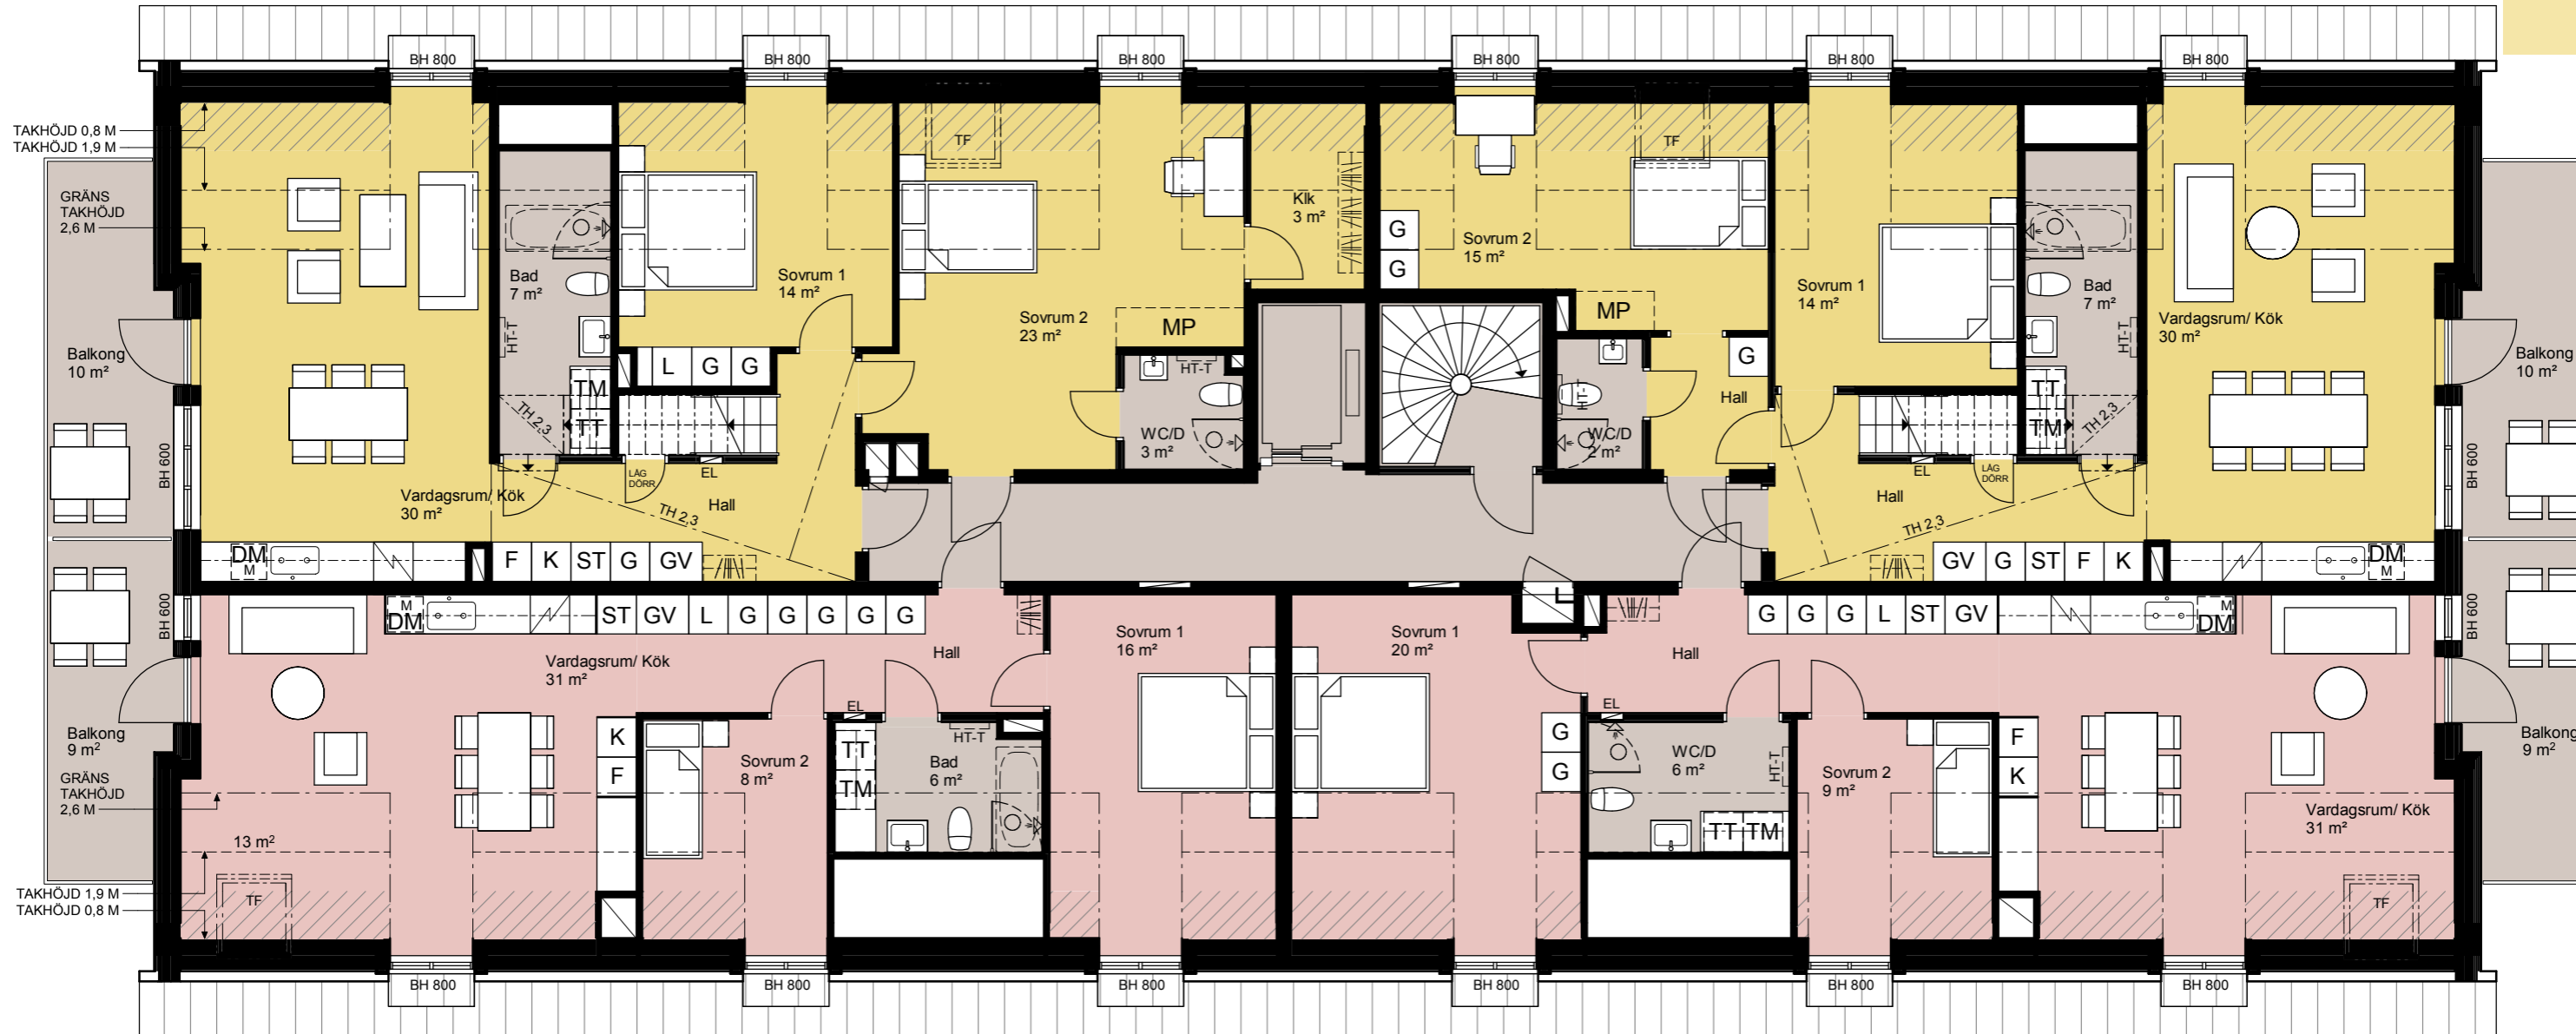 BH 800
BH 800
BH 800
BH 800
BH 800
BH 800
TAKHÖJD 0,8 M
TAKHÖJD 1,9 M
GRÄNS
TAKHÖJD
2,6 M
Balkong
10 m²
BH 600
Vardagsrum/ Kök
30 m²
DM
M
F
K
ST
G
GV
Bad
7 m²
HT-T
TM
TT
TH 2,3
LÅG
DÖRR
EL
Hall
TH 2,3
Sovrum 1
14 m²
L
G
G
TF
Sovrum 2
23 m²
MP
Klk
3 m²
HT-T
WC/D
3 m²
G
G
Sovrum 2
15 m²
TF
MP
HT-T
WC/D
2 m²
G
Hall
Sovrum 1
14 m²
EL
LÅG
DÖRR
Hall
TH 2,3
Bad
7 m²
HT-T
TT
TM
TH 2,3
Vardagsrum/ Kök
30 m²
GV
G
ST
F
K
DM
M
BH 600
Balkong
10 m²
BH 600
Balkong
9 m²
GRÄNS
TAKHÖJD
2,6 M
TAKHÖJD 1,9 M
TAKHÖJD 0,8 M
M
DM
ST
GV
L
G
G
G
G
G
Vardagsrum/ Kök
31 m²
13 m²
TF
K
F
Hall
EL
Sovrum 2
8 m²
TT
TM
Bad
6 m²
HT-T
Sovrum 1
16 m²
Sovrum 1
20 m²
G
G
L
Hall
EL
WC/D
6 m²
HT-T
TT
TM
Sovrum 2
9 m²
G
G
G
L
ST
GV
M
DM
F
K
Vardagsrum/ Kök
31 m²
TF
BH 600
Balkong
9 m²
BH 800
BH 800
BH 800
BH 800
BH 800
BH 800